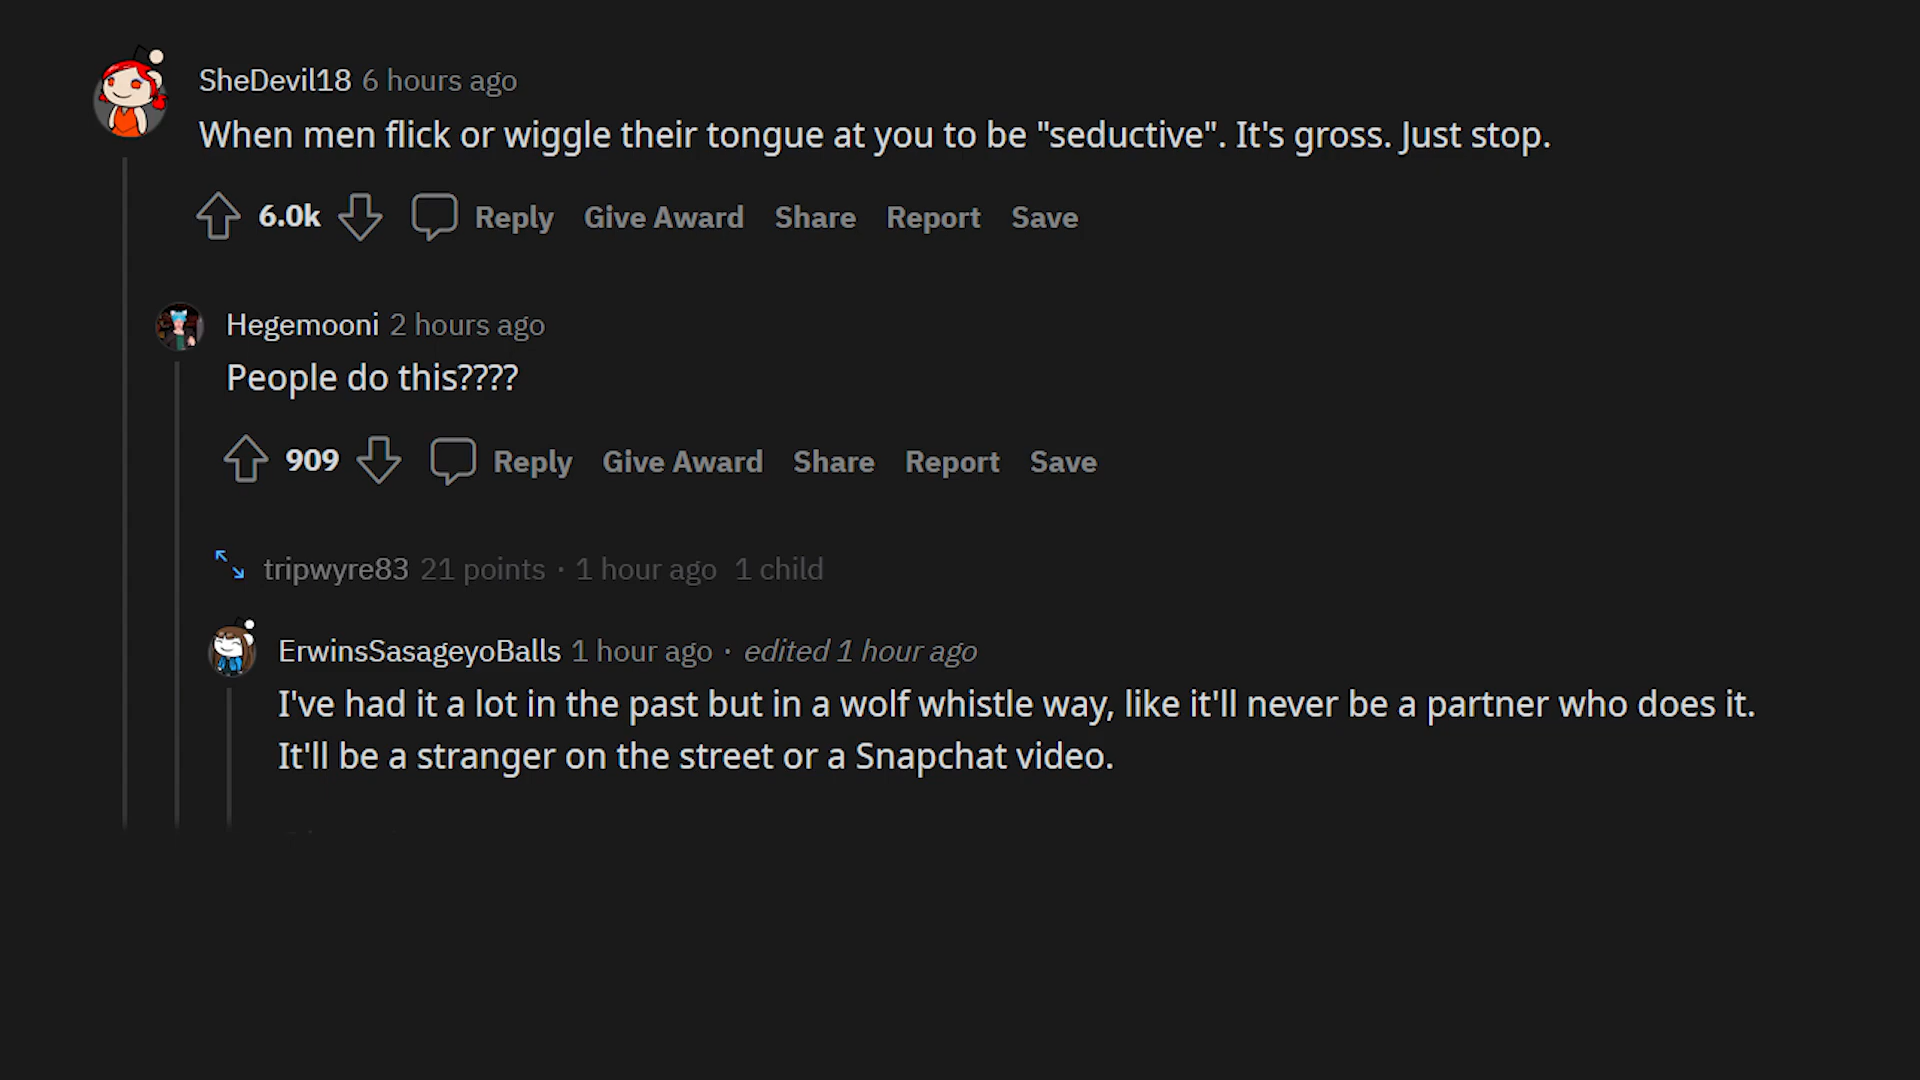 SheDevil18 6 hours ago
When men flick or wiggle their tongue at you to be "seductive". It's gross. Just stop.
6.0k Reply Give Award Share Report Save
Hegemooni 2 hours ago
People do this????
909 Reply Give Award Share Report Save
tripwyre83 21 points · 1 hour ago 1 child
ErwinsSasageyoBalls 1 hour ago · edited 1 hour ago
I've had it a lot in the past but in a wolf whistle way, like it'll never be a partner who does it.
It'll be a stranger on the street or a Snapchat video.